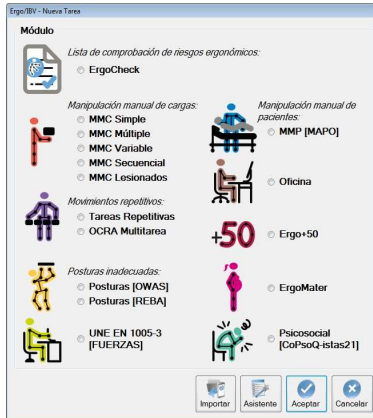 Ergo/IBV - Nueva Tarea
Módulo
Lista de comprobación de riesgos ergonómicos:
ErgoCheck
Manipulación manual de cargas:
MMC Simple
MMC Múltiple
MMC Variable
MMC Secuencial
MMC Lesionados
Movimientos repetitivos:
Tareas Repetitivas
OCRA Multitarea
Posturas inadecuadas:
Posturas [OWAS]
Posturas [REBA]
UNE EN 1005-3
[FUERZAS]
Manipulación manual de
pacientes:
MMP [MAPO]
Oficina
+50
Ergo+50
ErgoMater
Psicosocial
[CoPsoQ-istas21]
Importar
Asistente
Aceptar
Cancelar